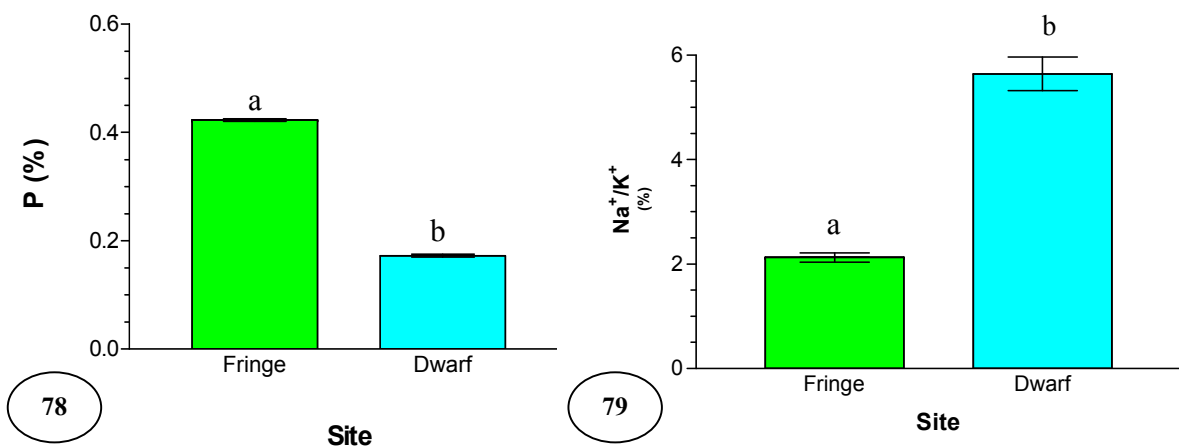 0.6
0.4
0.2
0.0
P (%)
a
b
Fringe
Dwarf
Site
78
6
4
2
0
Na⁺/K⁺
(%)
a
b
Fringe
Dwarf
Site
79